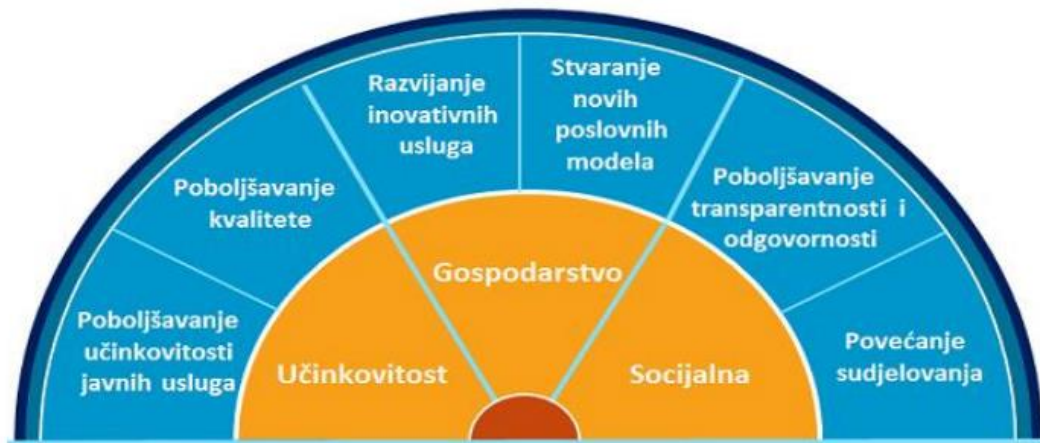 Poboljšavanje
učinkovitosti
javnih usluga
Poboljšavanje
kvalitete
Razvijanje
inovativnih
usluga
Stvaranje
novih
poslovnih
modela
Poboljšavanje
transparentnosti i
odgovornosti
Povećanje
sudjelovanja
Učinkovitost
Gospodarstvo
Socijalna